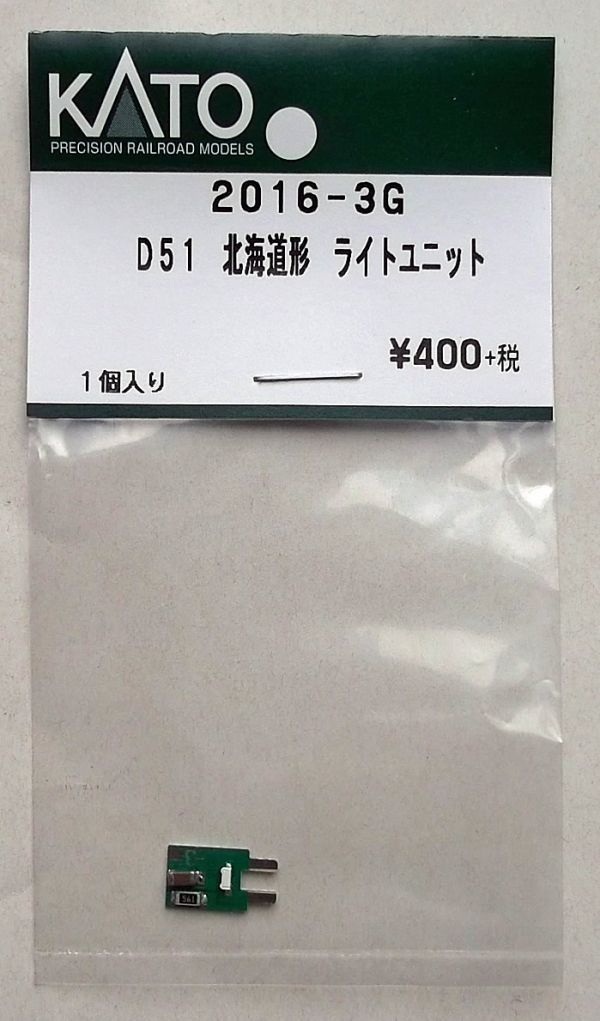 KATO
PRECISION RAILROAD MODELS
2016-3G
D51 北海道形 ライトユニット
¥400+税
1個入り
561